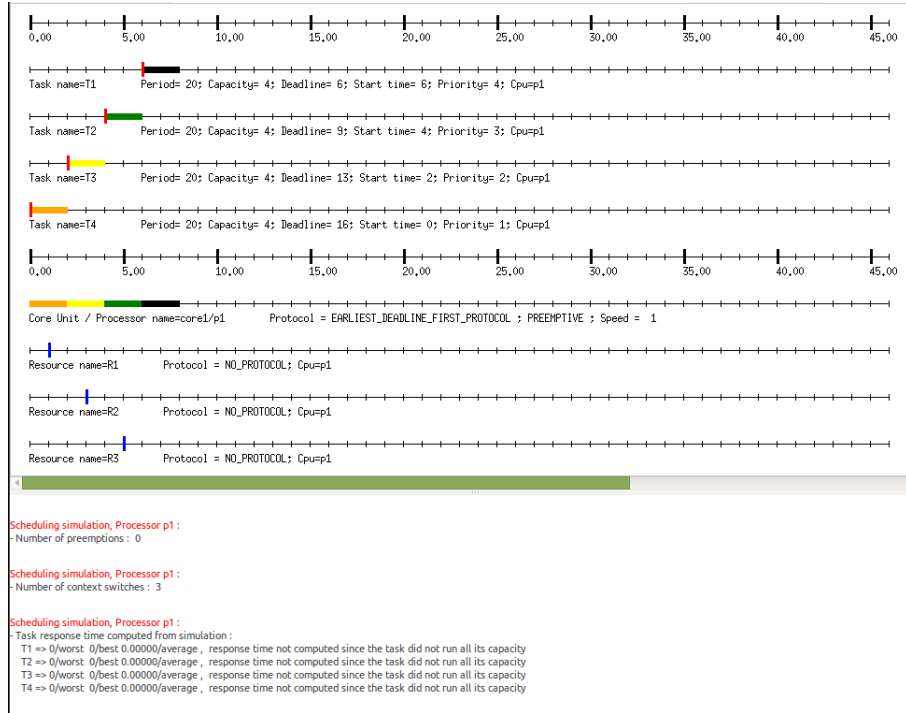 0,00 5,00 10,00 15,00 20,00 25,00 30,00 35,00 40,00 45,00
Task name=T1 Period= 20; Capacity= 4; Deadline= 6; Start time= 6; Priority= 4; Cpu=p1
Task name=T2 Period= 20; Capacity= 4; Deadline= 9; Start time= 4; Priority= 3; Cpu=p1
Task name=T3 Period= 20; Capacity= 4; Deadline= 13; Start time= 2; Priority= 2; Cpu=p1
Task name=T4 Period= 20; Capacity= 4; Deadline= 16; Start time= 0; Priority= 1; Cpu=p1
0,00 5,00 10,00 15,00 20,00 25,00 30,00 35,00 40,00 45,00
Core Unit / Processor name=core1/p1 Protocol = EARLIEST_DEADLINE_FIRST_PROTOCOL ; PREEMPTIVE ; Speed = 1
Resource name=R1 Protocol = NO_PROTOCOL; Cpu=p1
Resource name=R2 Protocol = NO_PROTOCOL; Cpu=p1
Resource name=R3 Protocol = NO_PROTOCOL; Cpu=p1
Scheduling simulation, Processor p1 :
- Number of preemptions : 0
Scheduling simulation, Processor p1 :
- Number of context switches : 3
Scheduling simulation, Processor p1 :
- Task response time computed from simulation :
T1 => 0/worst 0/best 0.00000/average , response time not computed since the task did not run all its capacity
T2 => 0/worst 0/best 0.00000/average , response time not computed since the task did not run all its capacity
T3 => 0/worst 0/best 0.00000/average , response time not computed since the task did not run all its capacity
T4 => 0/worst 0/best 0.00000/average , response time not computed since the task did not run all its capacity